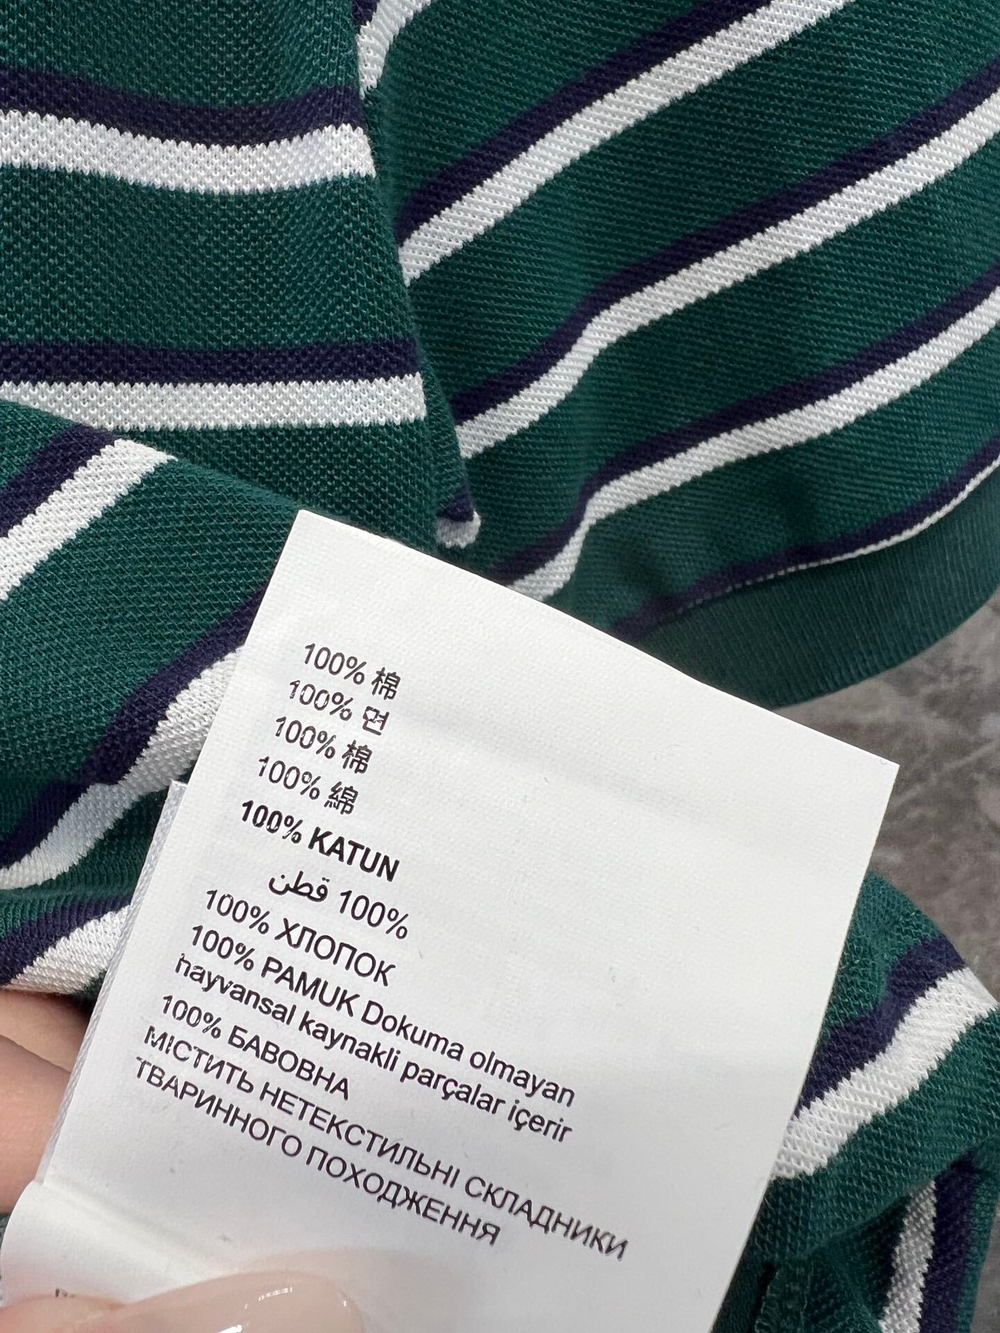 100% 棉
100% 면
100% 棉
100% 綿
100% KATUN
100% قطن
100% ХЛОПОК
100% PAMUK Dokuma olmayan
hayvansal kaynakli parçalar içerir
100% БАВОВНА
МІСТИТЬ НЕТЕКСТИЛЬНІ СКЛАДНИКИ
ТВАРИННОГО ПОХОДЖЕННЯ